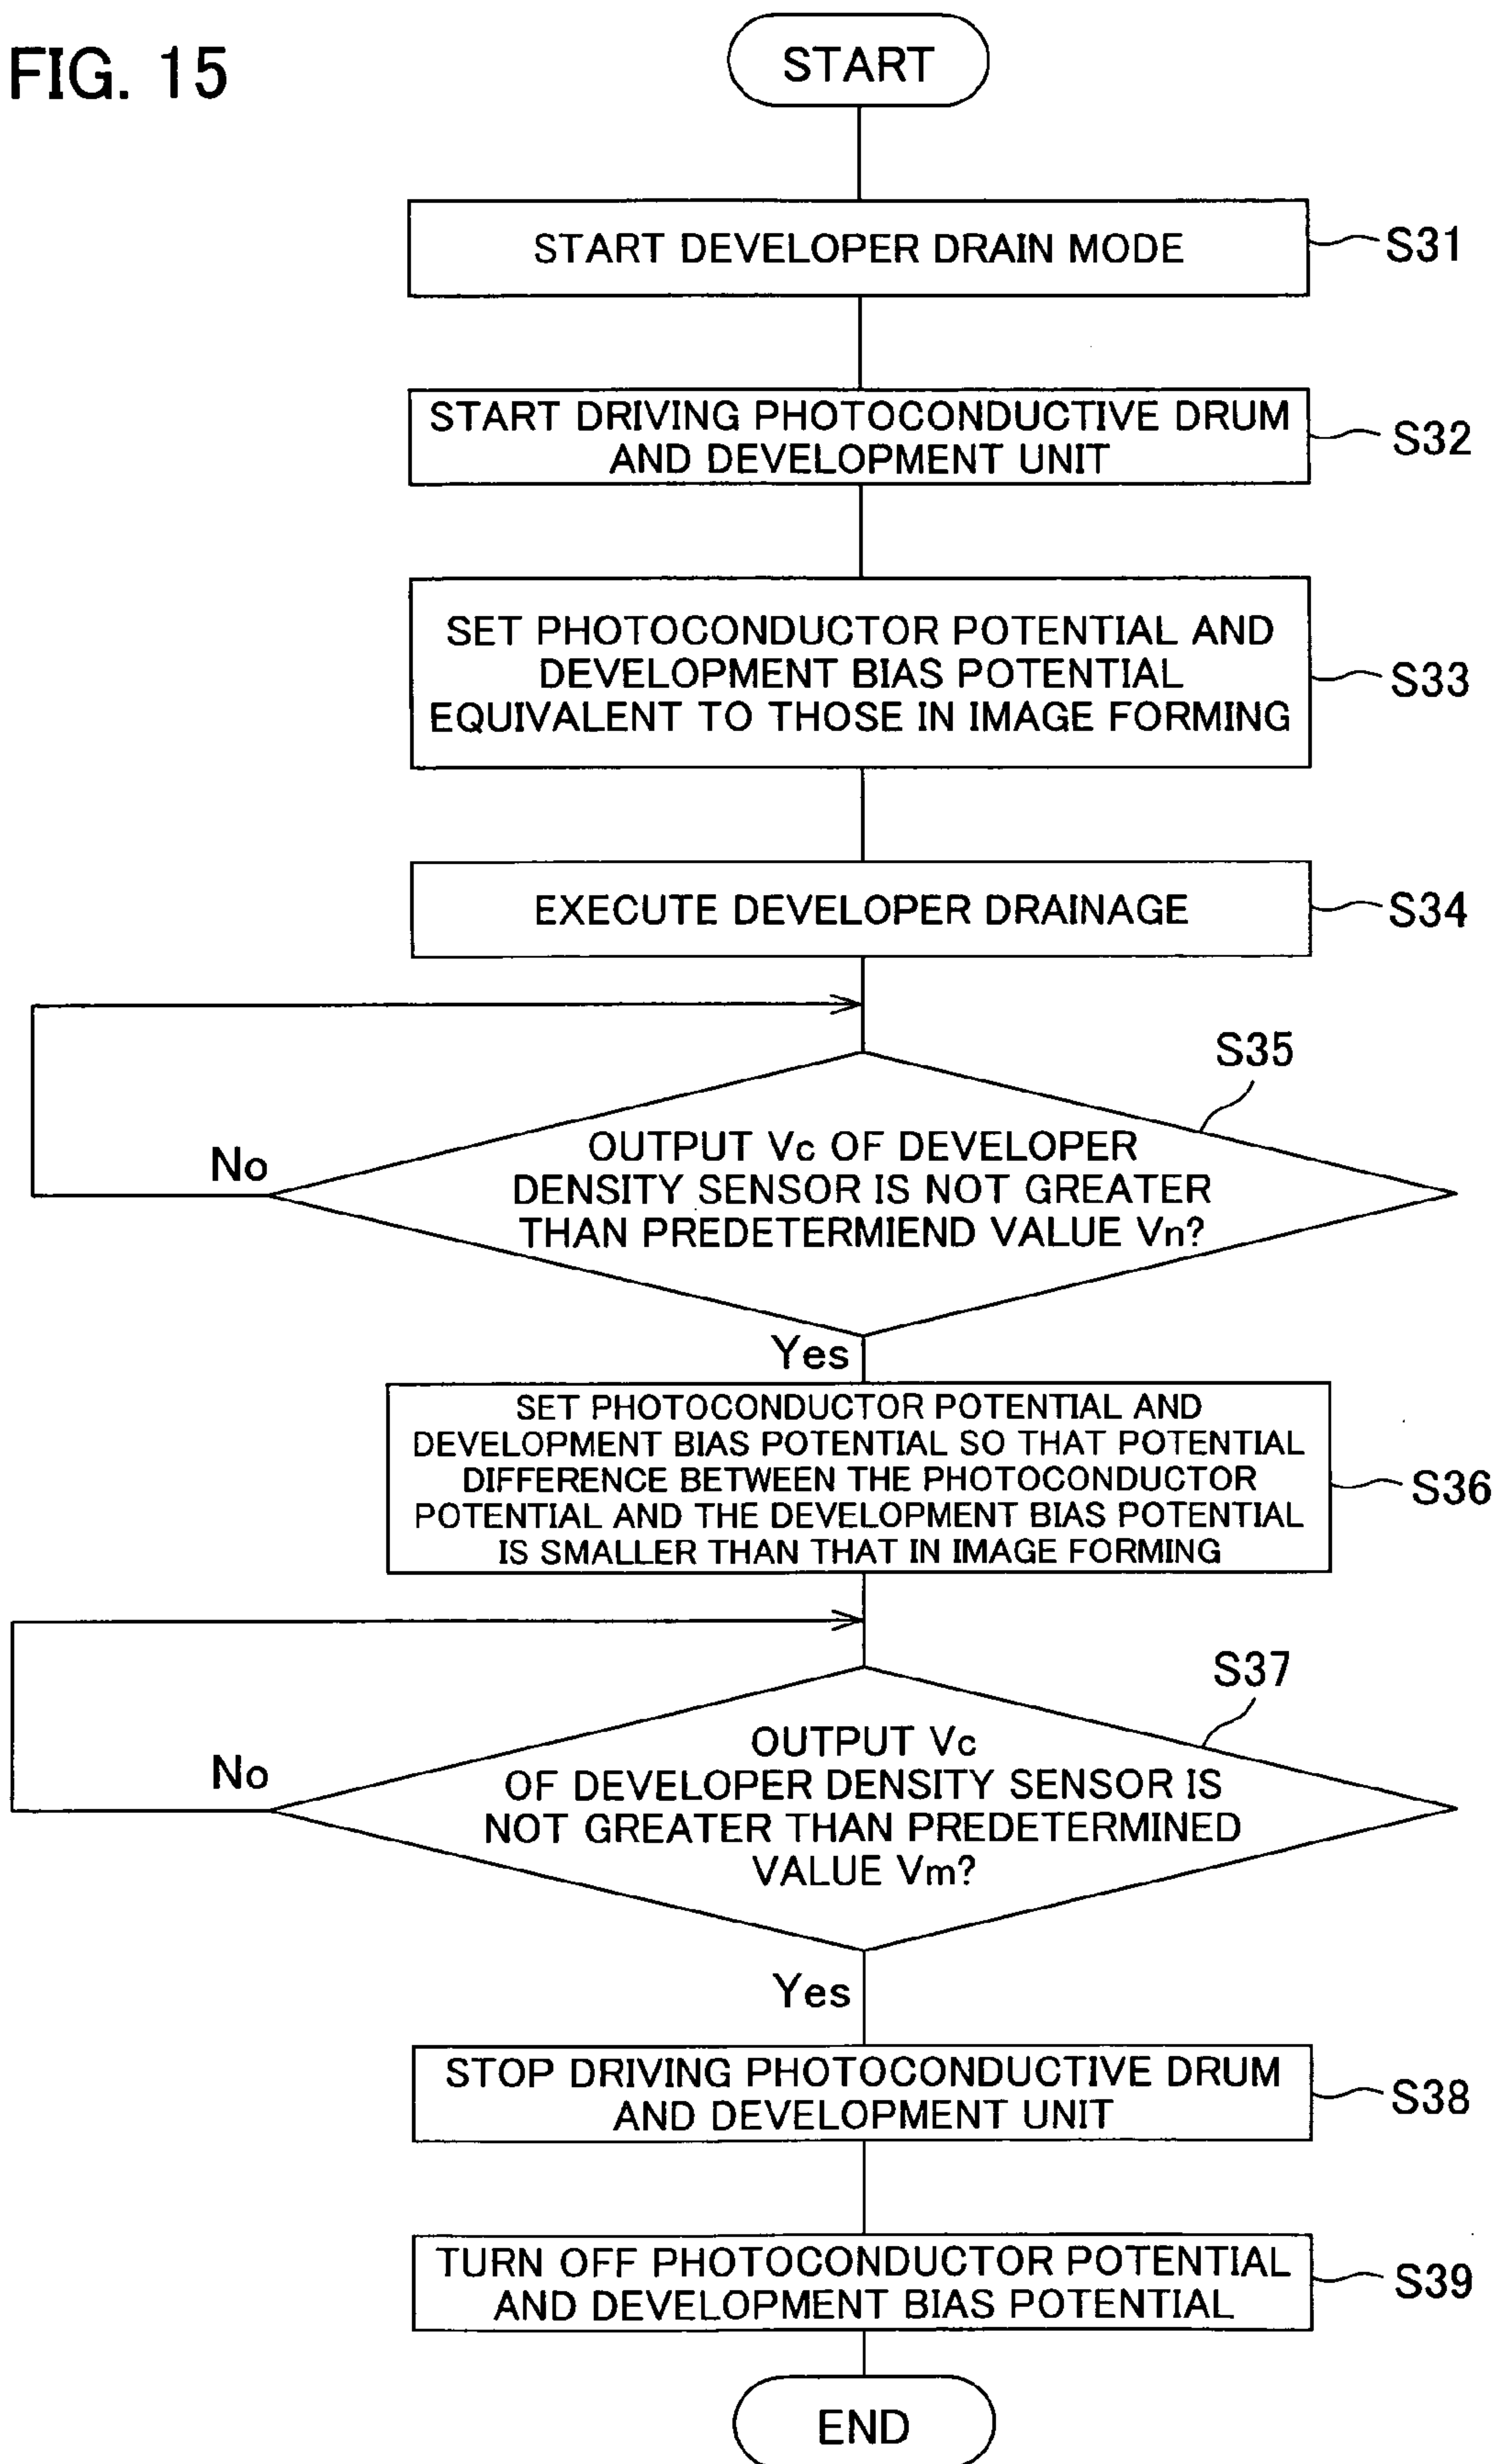 FIG. 15
START
START DEVELOPER DRAIN MODE
S31
START DRIVING PHOTOCONDUCTIVE DRUM
AND DEVELOPMENT UNIT
S32
SET PHOTOCONDUCTOR POTENTIAL AND
DEVELOPMENT BIAS POTENTIAL
EQUIVALENT TO THOSE IN IMAGE FORMING
S33
EXECUTE DEVELOPER DRAINAGE
S34
S35
OUTPUT Vc OF DEVELOPER
DENSITY SENSOR IS NOT GREATER
THAN PREDETERMIEND VALUE Vn?
No
Yes
SET PHOTOCONDUCTOR POTENTIAL AND
DEVELOPMENT BIAS POTENTIAL SO THAT POTENTIAL
DIFFERENCE BETWEEN THE PHOTOCONDUCTOR
POTENTIAL AND THE DEVELOPMENT BIAS POTENTIAL
IS SMALLER THAN THAT IN IMAGE FORMING
S36
S37
OUTPUT Vc
OF DEVELOPER DENSITY SENSOR IS
NOT GREATER THAN PREDETERMINED
VALUE Vm?
No
Yes
STOP DRIVING PHOTOCONDUCTIVE DRUM
AND DEVELOPMENT UNIT
S38
TURN OFF PHOTOCONDUCTOR POTENTIAL
AND DEVELOPMENT BIAS POTENTIAL
S39
END